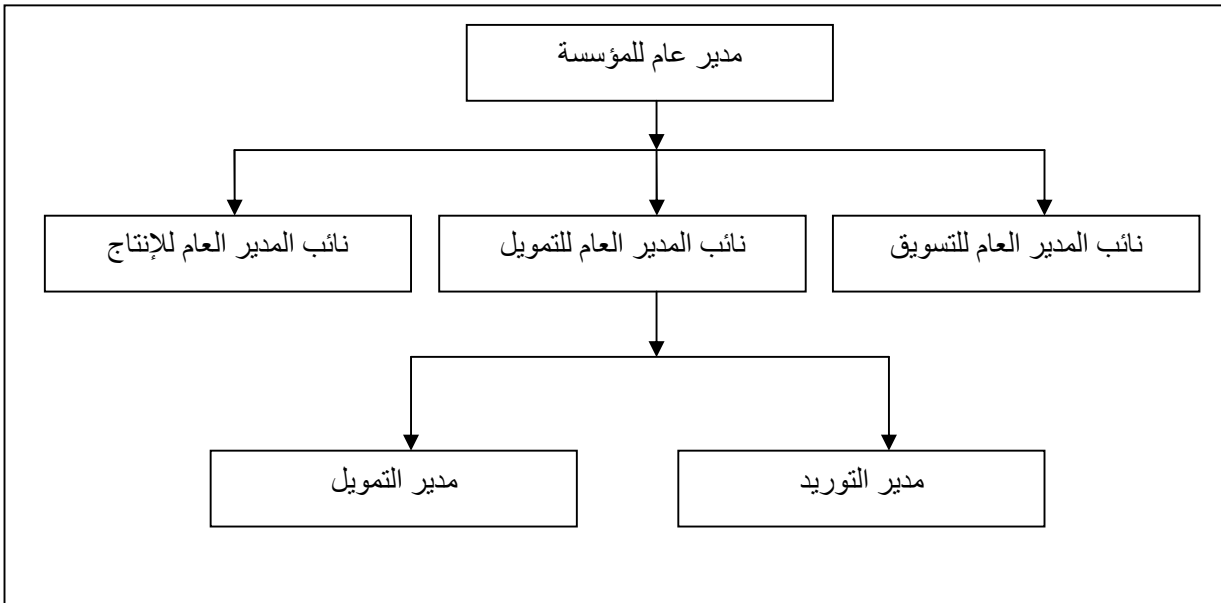 مدير عام للمؤسسة
نائب المدير العام للتسويق
نائب المدير العام للتمويل
نائب المدير العام للإنتاج
مدير التوريد
مدير التمويل